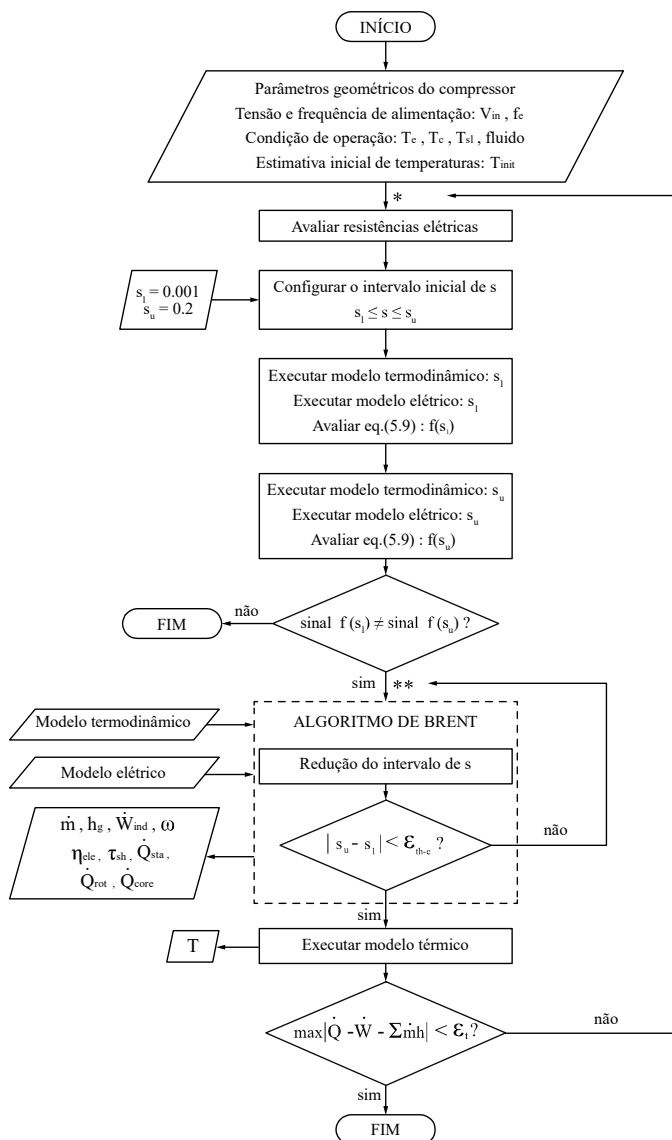 INÍCIO
Parâmetros geométricos do compressor
Tensão e frequência de alimentação: Vin , fe
Condição de operação: Te , Tc , Tsl , fluido
Estimativa inicial de temperaturas: Tinit
*
Avaliar resistências elétricas
sl = 0.001
su = 0.2
Configurar o intervalo inicial de s
sl ≤ s ≤ su
Executar modelo termodinâmico: sl
Executar modelo elétrico: sl
Avaliar eq.(5.9) : f(sl)
Executar modelo termodinâmico: su
Executar modelo elétrico: su
Avaliar eq.(5.9) : f(su)
não
FIM
sinal f (sl) ≠ sinal f (su) ?
sim
**
Modelo termodinâmico
ALGORITMO DE BRENT
Modelo elétrico
Redução do intervalo de s
ṁ , hg , Ẇind , ω
ηele , τsh , Q̇sta ,
Q̇rot , Q̇core
| su - sl | < εth-c ?
não
sim
T
Executar modelo térmico
max|Q̇ - Ẇ - Σṁh| < εt?
não
sim
FIM